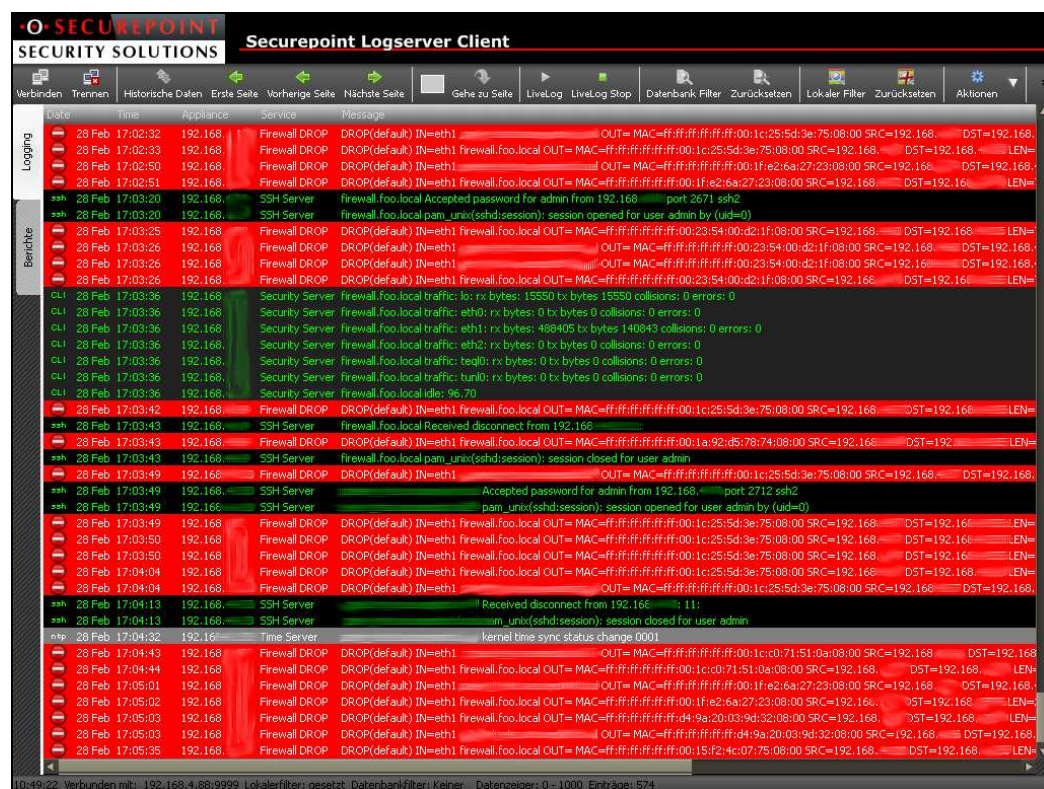 SECUREPOINT
SECURITY SOLUTIONS
Securepoint Logserver Client
Verbinden Trennen Historische Daten Erste Seite Vorherige Seite Nächste Seite Gehe zu Seite LiveLog LiveLog Stop Datenbank Filter Zurücksetzen Lokaler Filter Zurücksetzen Aktionen
Logging
Berichte
Date Time Appliance Service Message
28 Feb 17:02:32 192.168 Firewall DROP DROP(default) IN=eth1 OUT= MAC=ff:ff:ff:ff:ff:ff:00:1c:25:5d:3e:75:08:00 SRC=192.168. DST=192.168.
28 Feb 17:02:33 192.168. Firewall DROP DROP(default) IN=eth1 firewall.foo.local OUT= MAC=ff:ff:ff:ff:ff:ff:00:1c:25:5d:3e:75:08:00 SRC=192.168. DST=192.168. LEN=
28 Feb 17:02:50 192.168 Firewall DROP DROP(default) IN=eth1 OUT= MAC=ff:ff:ff:ff:ff:ff:00:1f:e2:6a:27:23:08:00 SRC=192.168 DST=192.168.
28 Feb 17:02:51 192.168. Firewall DROP DROP(default) IN=eth1 firewall.foo.local OUT= MAC=ff:ff:ff:ff:ff:ff:00:1f:e2:6a:27:23:08:00 SRC=192.168. DST=192.16 LEN=
ssh 28 Feb 17:03:20 192.168. SSH Server firewall.foo.local Accepted password for admin from 192.168 port 2671 ssh2
ssh 28 Feb 17:03:20 192.168. SSH Server firewall.foo.local pam_unix(sshd:session): session opened for user admin by (uid=0)
28 Feb 17:03:25 192.168 Firewall DROP DROP(default) IN=eth1 firewall.foo.local OUT= MAC=ff:ff:ff:ff:ff:ff:00:23:54:00:d2:1f:08:00 SRC=192.168. DST=192.168 LEN=
28 Feb 17:03:26 192.168 Firewall DROP DROP(default) IN=eth1 OUT= MAC=ff:ff:ff:ff:ff:ff:00:23:54:00:d2:1f:08:00 SRC=192.168. DST=192.168.
28 Feb 17:03:26 192.168 Firewall DROP DROP(default) IN=eth1 OUT= MAC=ff:ff:ff:ff:ff:ff:00:23:54:00:d2:1f:08:00 SRC=192.168. DST=192.168.
28 Feb 17:03:26 192.168 Firewall DROP DROP(default) IN=eth1 firewall.foo.local OUT= MAC=ff:ff:ff:ff:ff:ff:00:23:54:00:d2:1f:08:00 SRC=192.168 DST=192.168. LEN=
CLI 28 Feb 17:03:36 192.168 Security Server firewall.foo.local traffic: lo: rx bytes: 15550 tx bytes 15550 collisions: 0 errors: 0
CLI 28 Feb 17:03:36 192.168 Security Server firewall.foo.local traffic: eth0: rx bytes: 0 tx bytes 0 collisions: 0 errors: 0
CLI 28 Feb 17:03:36 192.168 Security Server firewall.foo.local traffic: eth1: rx bytes: 488405 tx bytes 140843 collisions: 0 errors: 0
CLI 28 Feb 17:03:36 192.168. Security Server firewall.foo.local traffic: eth2: rx bytes: 0 tx bytes 0 collisions: 0 errors: 0
CLI 28 Feb 17:03:36 192.168. Security Server firewall.foo.local traffic: teql0: rx bytes: 0 tx bytes 0 collisions: 0 errors: 0
CLI 28 Feb 17:03:36 192.168. Security Server firewall.foo.local traffic: tunl0: rx bytes: 0 tx bytes 0 collisions: 0 errors: 0
CLI 28 Feb 17:03:36 192.168. Security Server firewall.foo.local idle: 96.70
28 Feb 17:03:42 192.168. Firewall DROP DROP(default) IN=eth1 firewall.foo.local OUT= MAC=ff:ff:ff:ff:ff:ff:00:1c:25:5d:3e:75:08:00 SRC=192.168. DST=192.168 LEN=
ssh 28 Feb 17:03:43 192.168. SSH Server firewall.foo.local Received disconnect from 192.168
28 Feb 17:03:43 192.168. Firewall DROP DROP(default) IN=eth1 firewall.foo.local OUT= MAC=ff:ff:ff:ff:ff:ff:00:1a:92:d5:78:74:08:00 SRC=192.168 DST=192 LEN=
ssh 28 Feb 17:03:43 192.168. SSH Server firewall.foo.local pam_unix(sshd:session): session closed for user admin
28 Feb 17:03:49 192.168. Firewall DROP DROP(default) IN=eth1 OUT= MAC=ff:ff:ff:ff:ff:ff:00:1c:25:5d:3e:75:08:00 SRC=192.168. DST=192.168.
ssh 28 Feb 17:03:49 192.168. SSH Server Accepted password for admin from 192.168. port 2712 ssh2
ssh 28 Feb 17:03:49 192.168 SSH Server pam_unix(sshd:session): session opened for user admin by (uid=0)
28 Feb 17:03:49 192.168 Firewall DROP DROP(default) IN=eth1 firewall.foo.local OUT= MAC=ff:ff:ff:ff:ff:ff:00:1c:25:5d:3e:75:08:00 SRC=192.168. DST=192.168 LEN=
28 Feb 17:03:50 192.168 Firewall DROP DROP(default) IN=eth1 firewall.foo.local OUT= MAC=ff:ff:ff:ff:ff:ff:00:1c:25:5d:3e:75:08:00 SRC=192.168. DST=192.168. LEN=
28 Feb 17:03:50 192.168 Firewall DROP DROP(default) IN=eth1 firewall.foo.local OUT= MAC=ff:ff:ff:ff:ff:ff:00:1c:25:5d:3e:75:08:00 SRC=192.168. DST=192.168. LEN=
28 Feb 17:04:04 192.168 Firewall DROP DROP(default) IN=eth1 firewall.foo.local OUT= MAC=ff:ff:ff:ff:ff:ff:00:1c:25:5d:3e:75:08:00 SRC=192.168 DST=192.168. LEN=
28 Feb 17:04:04 192.168. Firewall DROP DROP(default) IN=eth1 OUT= MAC=ff:ff:ff:ff:ff:ff:00:1c:25:5d:3e:75:08:00 SRC=192.168. DST=192.168.
ssh 28 Feb 17:04:13 192.168. SSH Server Received disconnect from 192.168 : 11:
ssh 28 Feb 17:04:13 192.168. SSH Server m_unix(sshd:session): session closed for user admin
ntp 28 Feb 17:04:32 192.16 Time Server kernel time sync status change 0001
28 Feb 17:04:43 192.168 Firewall DROP DROP(default) IN=eth1 OUT= MAC=ff:ff:ff:ff:ff:ff:00:1c:c0:71:51:0a:08:00 SRC=192.168 DST=192.168
28 Feb 17:04:44 192.168 Firewall DROP DROP(default) IN=eth1 firewall.foo.local OUT= MAC=ff:ff:ff:ff:ff:ff:00:1c:c0:71:51:0a:08:00 SRC=192.168. DST=192.168. LEN=
28 Feb 17:05:01 192.168 Firewall DROP DROP(default) IN=eth1 OUT= MAC=ff:ff:ff:ff:ff:ff:00:1f:e2:6a:27:23:08:00 SRC=192.168 DST=192.168.
28 Feb 17:05:02 192.168 Firewall DROP DROP(default) IN=eth1 firewall.foo.local OUT= MAC=ff:ff:ff:ff:ff:ff:00:1f:e2:6a:27:23:08:00 SRC=192.168. DST=192.168. LEN=
28 Feb 17:05:03 192.168 Firewall DROP DROP(default) IN=eth1 firewall.foo.local OUT= MAC=ff:ff:ff:ff:ff:ff:d4:9a:20:03:9d:32:08:00 SRC=192.168. DST=192.168. LEN=
28 Feb 17:05:03 192.168 Firewall DROP DROP(default) IN=eth1 OUT= MAC=ff:ff:ff:ff:ff:ff:d4:9a:20:03:9d:32:08:00 SRC=192.168. DST=192.168.
28 Feb 17:05:35 192.168. Firewall DROP DROP(default) IN=eth1 firewall.foo.local OUT= MAC=ff:ff:ff:ff:ff:ff:00:15:f2:4c:07:75:08:00 SRC=192.168. DST=192.168. LEN=
10:49:22 Verbunden mit: 192.168.4.88:9999 Lokalerfilter: gesetzt Datenbankfilter: Keiner Datenzeiger: 0 - 1000 Einträge: 574